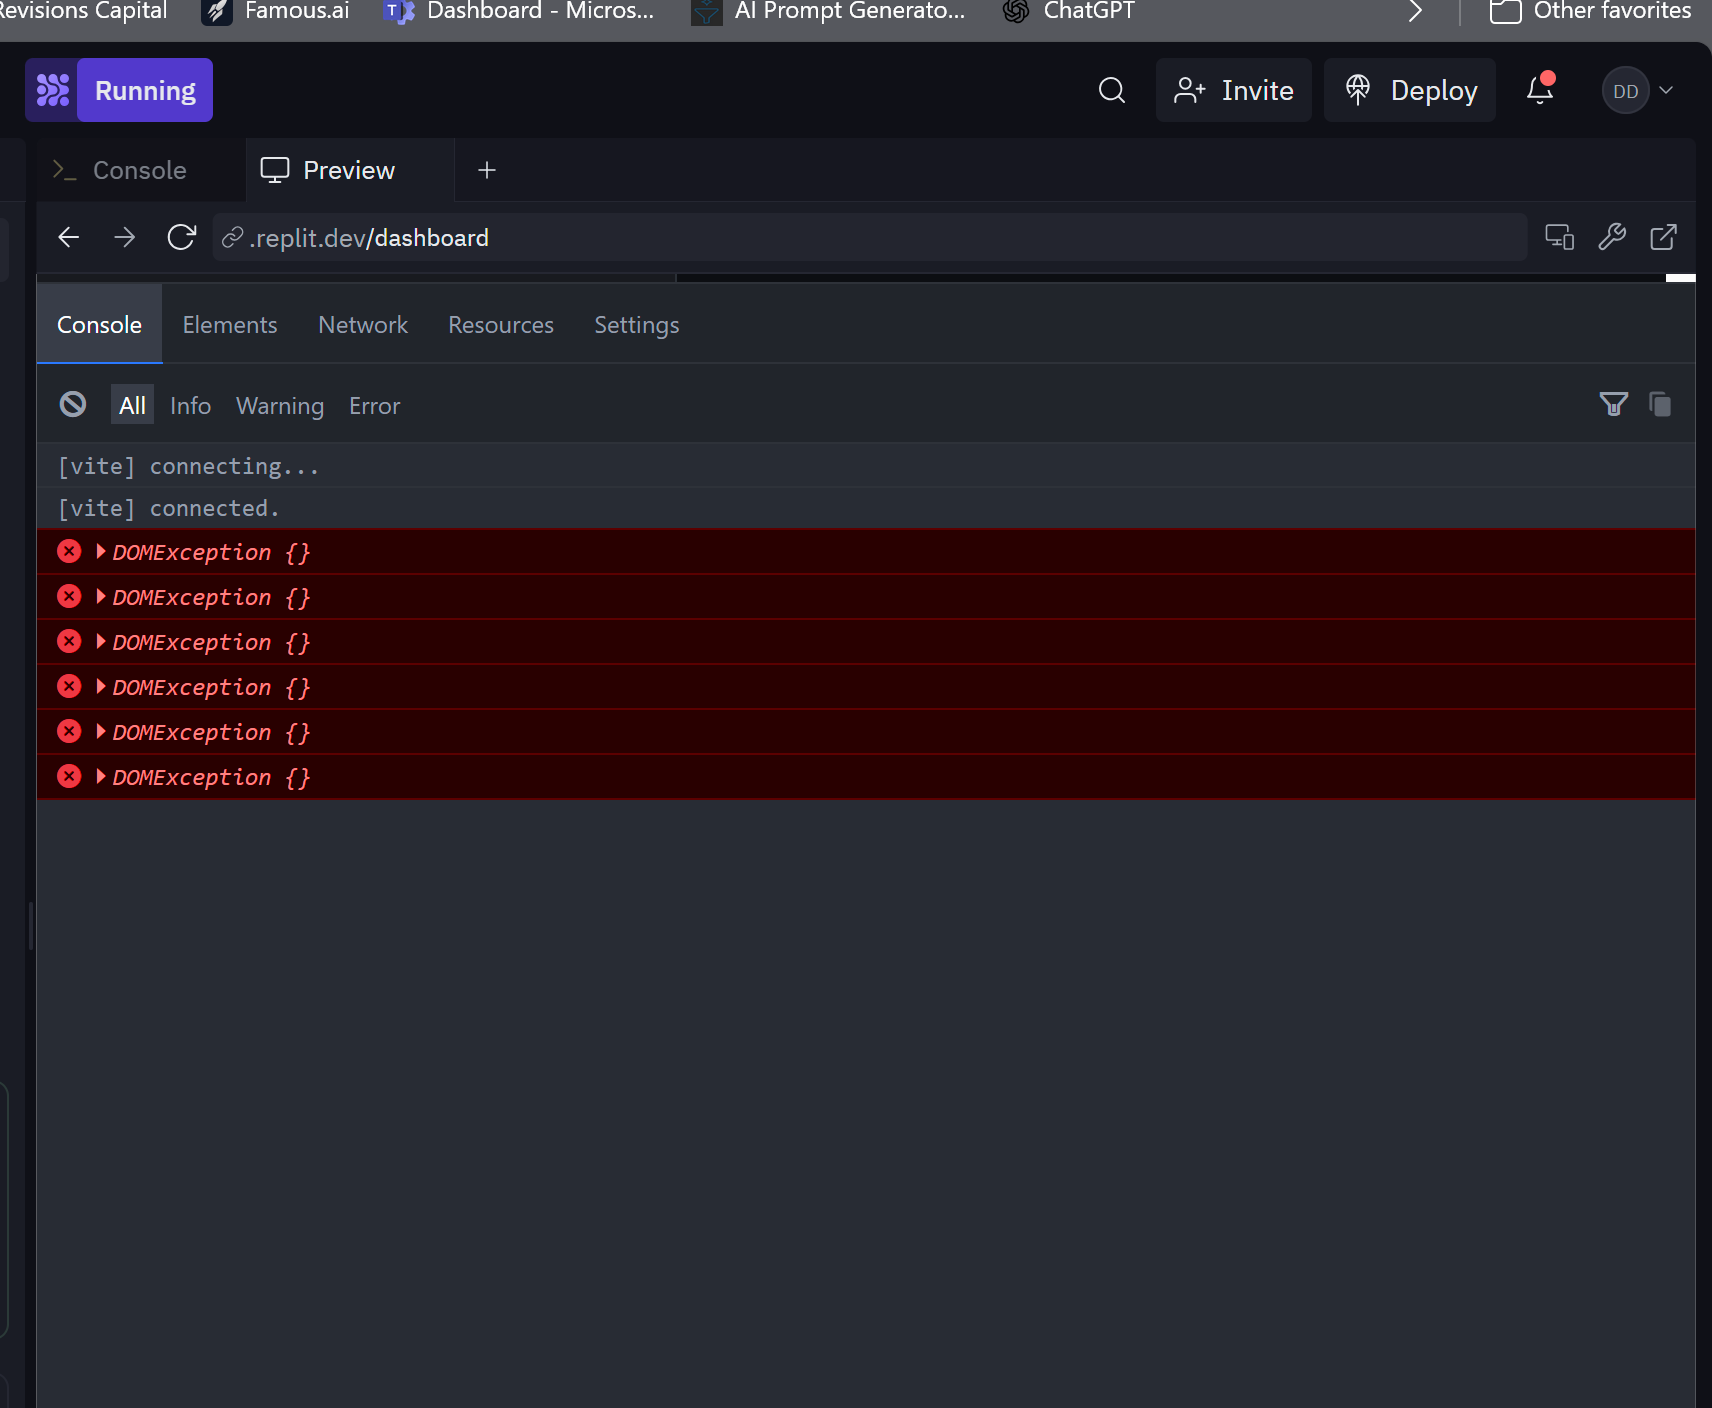 Revisions Capital Famous.ai Dashboard - Micros... AI Prompt Generato... ChatGPT Other favorites
Running Invite Deploy DD
Console Preview
.replit.dev/dashboard
Console Elements Network Resources Settings
All Info Warning Error
[vite] connecting...
[vite] connected.
DOMException {}
DOMException {}
DOMException {}
DOMException {}
DOMException {}
DOMException {}